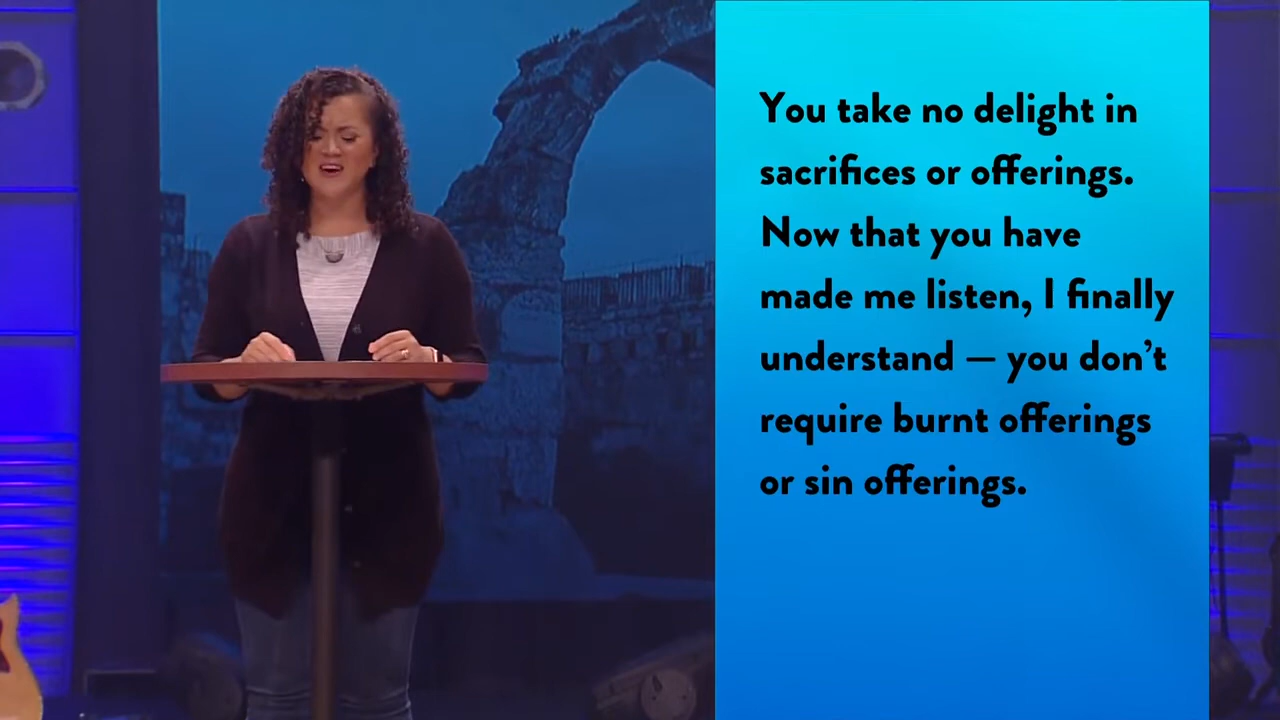 You take no delight in
sacrifices or offerings.
Now that you have
made me listen, I finally
understand — you don’t
require burnt offerings
or sin offerings.